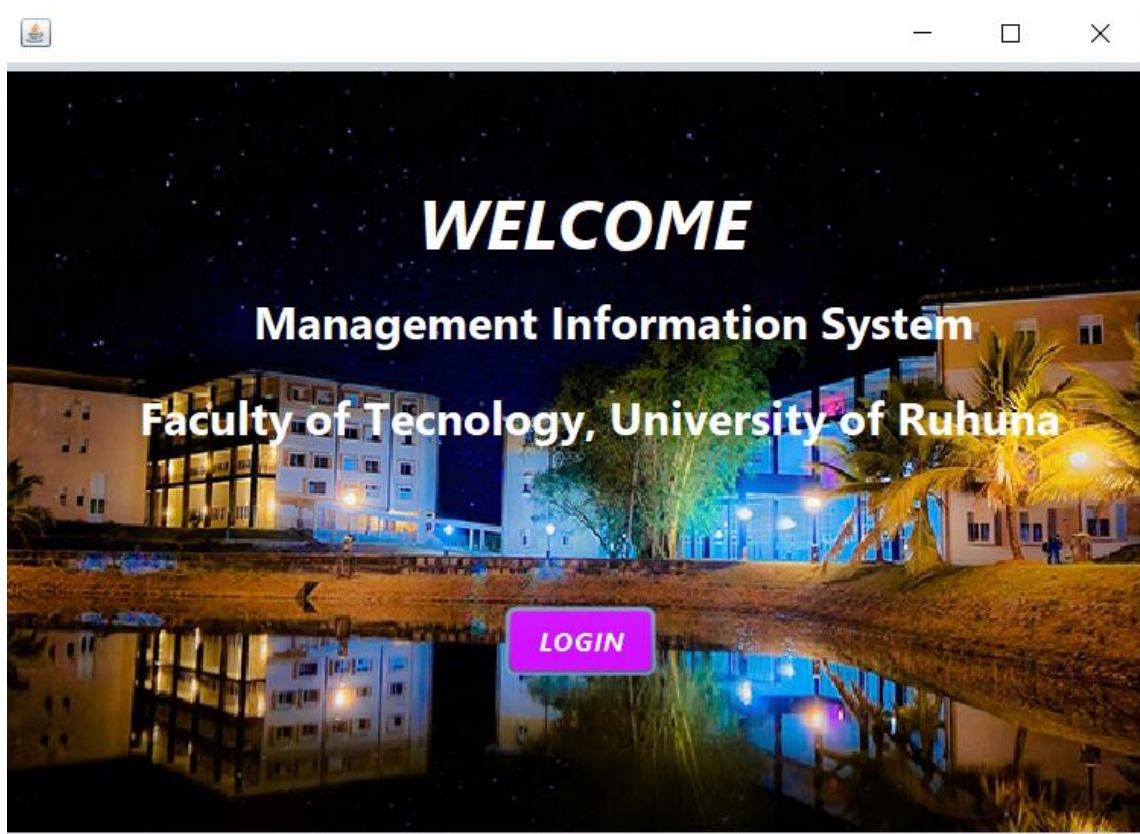 WELCOME
Management Information System
Faculty of Tecnology, University of Ruhuna
LOGIN